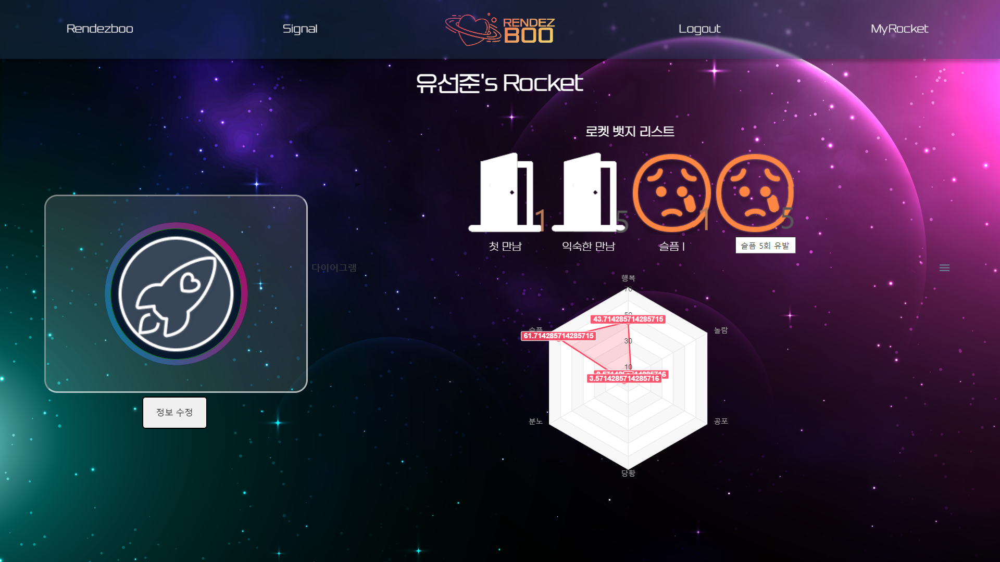 Rendezboo
Signal
RENDEZ
BOO
Logout
MyRocket
유선준's Rocket
로켓 뱃지 리스트
1
5
1
5
첫 만남
익숙한 만남
슬픔 I
슬픔 5회 유발
다이어그램
행복
70
50
43.714285714285715
슬픔
놀람
61.714285714285715
30
10
3.5714285714285716
분노
공포
당황
정보 수정